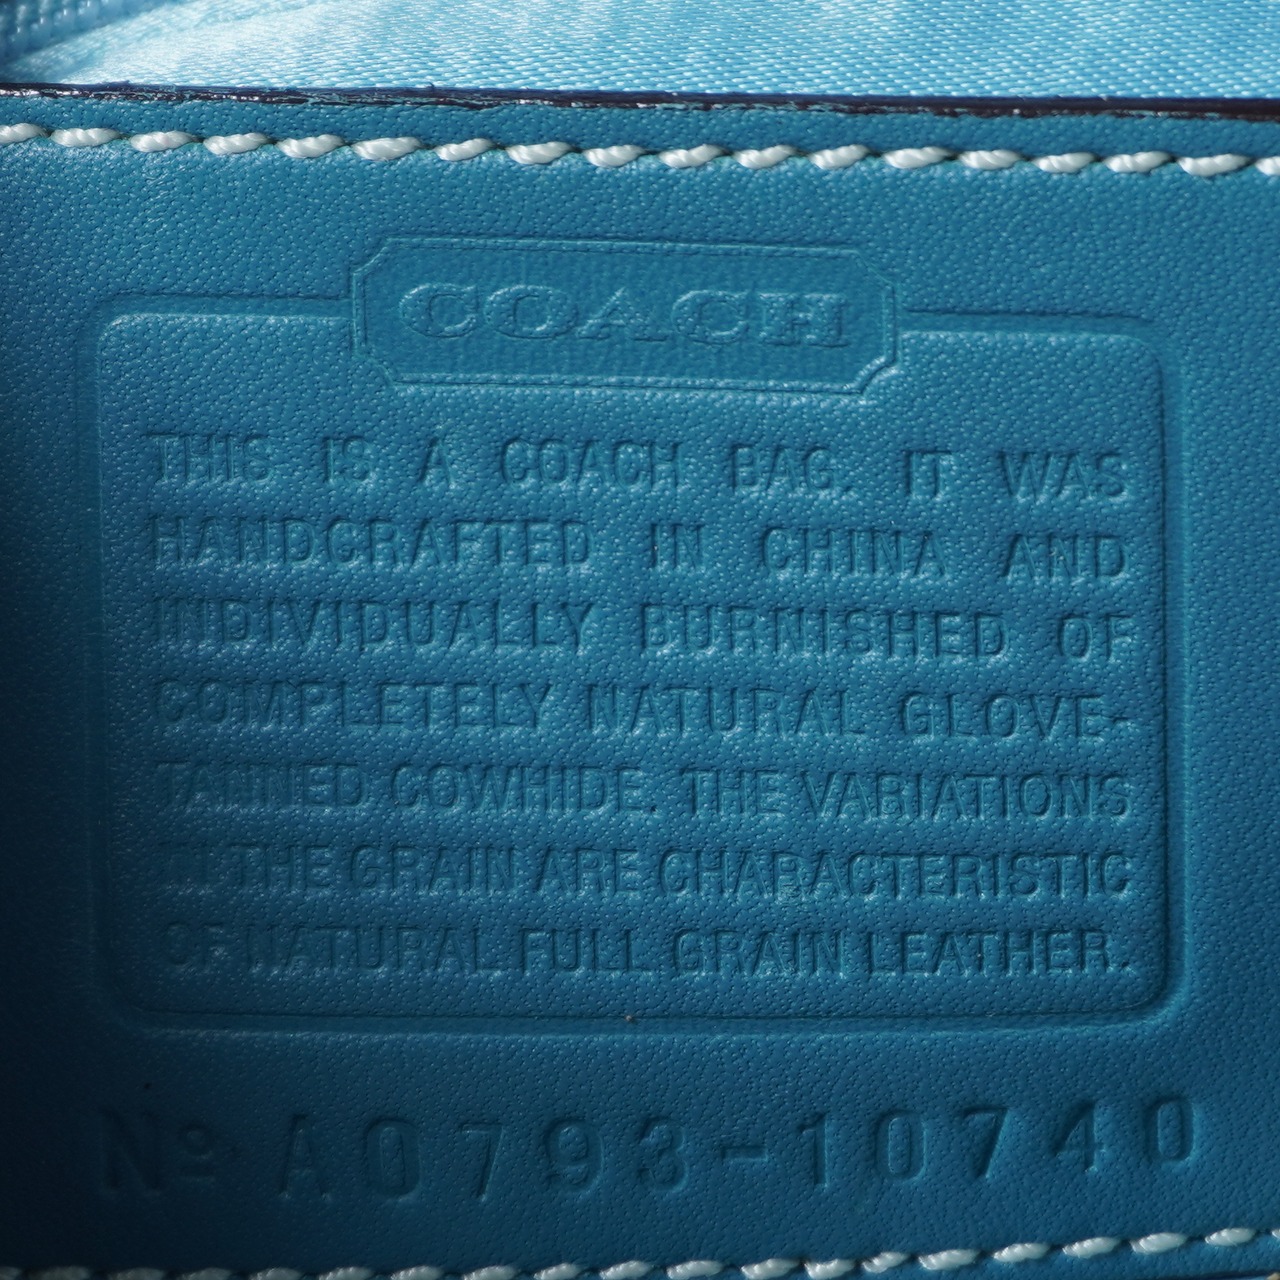 COACH
THIS IS A COACH BAG. IT WAS
HANDCRAFTED IN CHINA AND
INDIVIDUALLY BURNISHED OF
COMPLETELY NATURAL GLOVE-
TANNED COWHIDE. THE VARIATIONS
IN THE GRAIN ARE CHARACTERISTIC
OF NATURAL FULL GRAIN LEATHER.
Nº A0793-10740